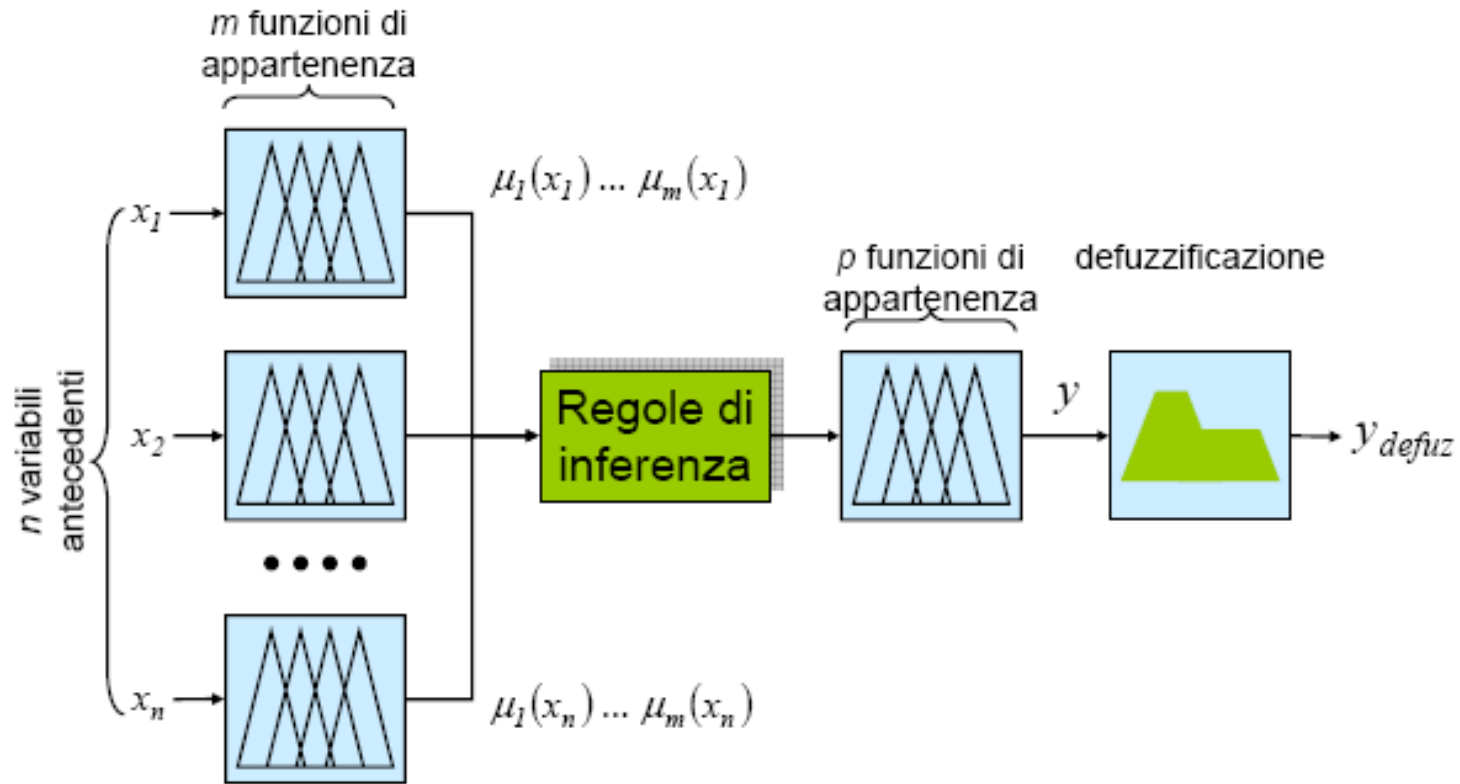 m funzioni di
appartenenza
μ1(x1) ... μm(x1)
x1
p funzioni di
appartenenza
defuzzificazione
n variabili
antecedenti
x2
Regole di
inferenza
y
ydefuz
xn
μ1(xn) ... μm(xn)